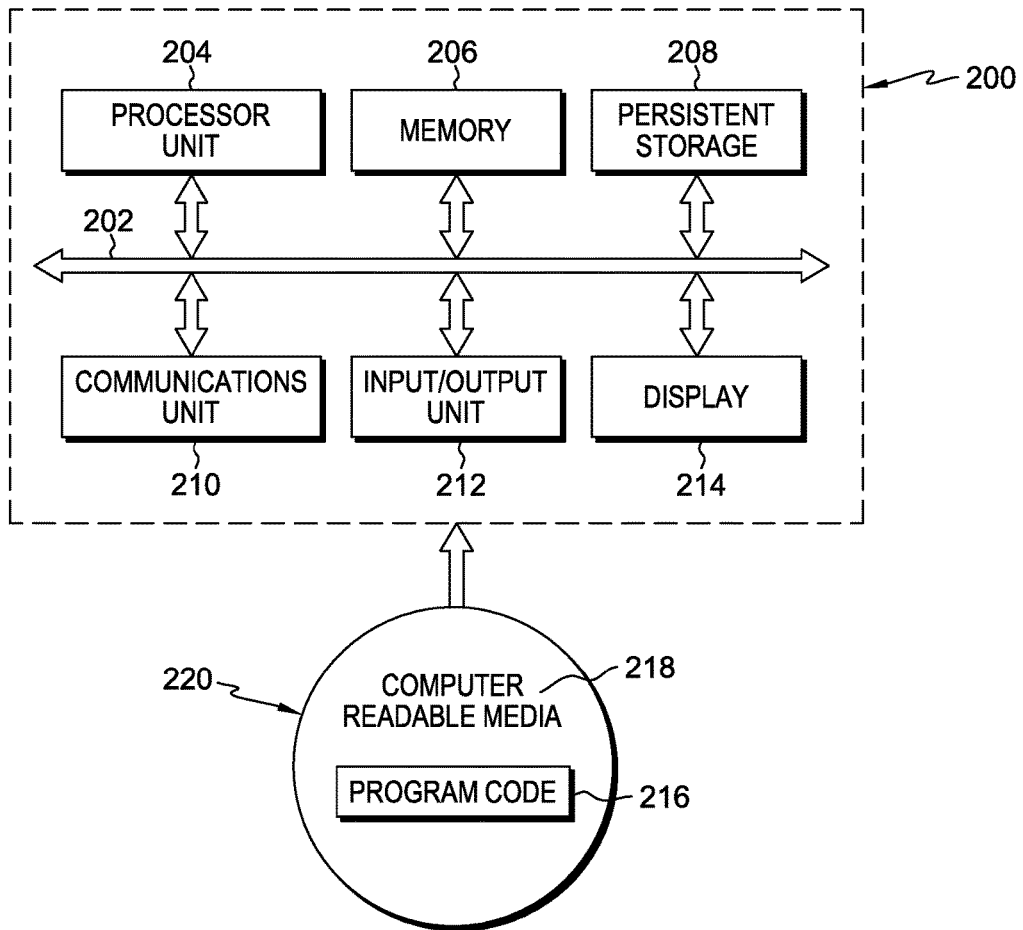 204
206
208
200
PROCESSOR
UNIT
MEMORY
PERSISTENT
STORAGE
202
COMMUNICATIONS
UNIT
INPUT/OUTPUT
UNIT
DISPLAY
210
212
214
220
218
COMPUTER
READABLE MEDIA
PROGRAM CODE
216